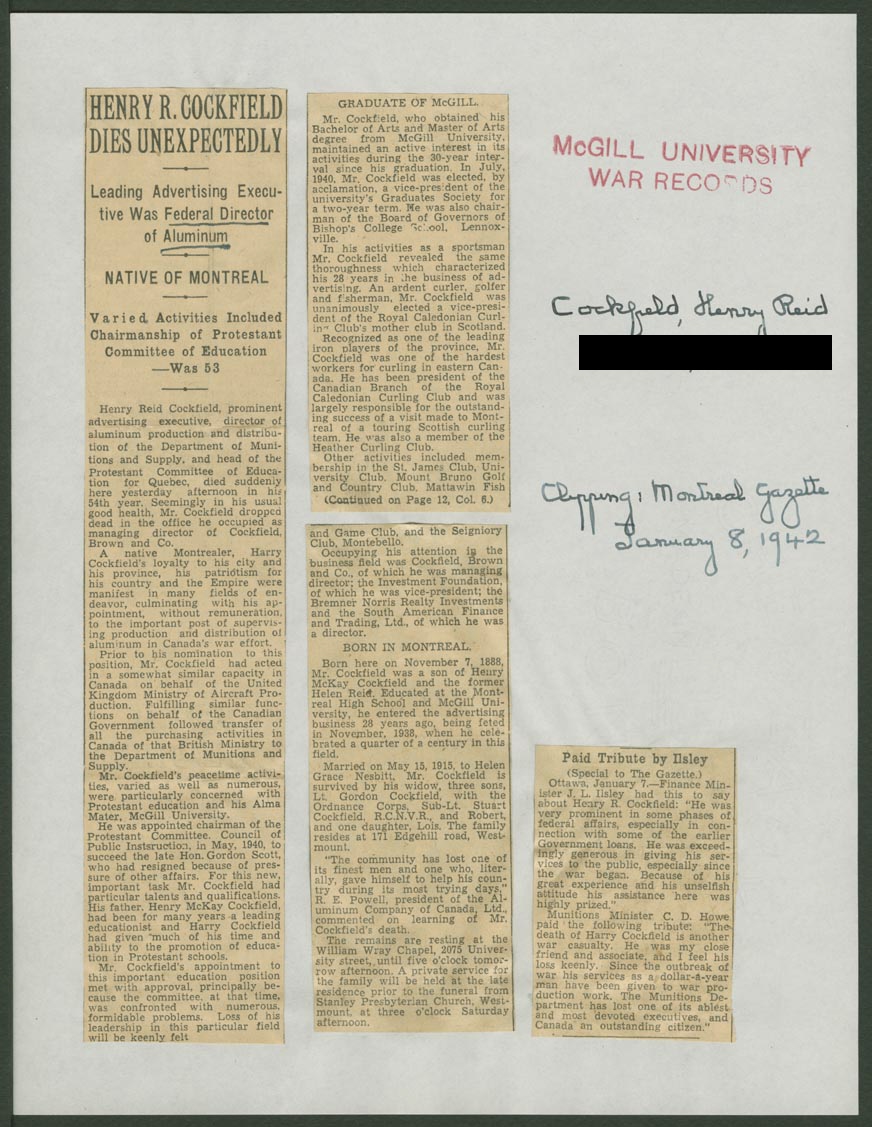 HENRY R. COCKFIELD
DIES UNEXPECTEDLY
Leading Advertising Execu-
tive Was Federal Director
of Aluminum
NATIVE OF MONTREAL
Varied Activities Included
Chairmanship of Protestant
Committee of Education
—Was 53
Henry Reid Cockfield, prominent
advertising executive, director of
aluminum production and distribu-
tion of the Department of Muni-
tions and Supply, and head of the
Protestant Committee of Educa-
tion for Quebec, died suddenly
here yesterday afternoon in his
54th year. Seemingly in his usual
good health, Mr. Cockfield dropped
dead in the office he occupied as
managing director of Cockfield,
Brown and Co.
A native Montrealer, Harry
Cockfield's loyalty to his city and
his province, his patriotism for
his country and the Empire were
manifest in many fields of en-
deavor, culminating with his ap-
pointment, without remuneration,
to the important post of supervis-
ing production and distribution of
aluminum in Canada's war effort.
Prior to his nomination to this
position, Mr. Cockfield had acted
in a somewhat similar capacity in
Canada on behalf of the United
Kingdom Ministry of Aircraft Pro-
duction. Fulfilling similar func-
tions on behalf of the Canadian
Government followed transfer of
all the purchasing activities in
Canada of that British Ministry to
the Department of Munitions and
Supply.
Mr. Cockfield's peacetime activi-
ties, varied as well as numerous,
were particularly concerned with
Protestant education and his Alma
Mater, McGill University.
He was appointed chairman of the
Protestant Committee, Council of
Public Instruction, in May, 1940, to
succeed the late Hon. Gordon Scott,
who had resigned because of pres-
sure of other affairs. For this new,
important task Mr. Cockfield had
particular talents and qualifications.
His father, Henry McKay Cockfield,
had been for many years a leading
educationist and Harry Cockfield
had given much of his time and
ability to the promotion of educa-
tion in Protestant schools.
Mr. Cockfield's appointment to
this important education position
met with approval, principally be-
cause the committee, at that time,
was confronted with numerous,
formidable problems. Loss of his
leadership in this particular field
will be keenly felt
GRADUATE OF McGILL.
Mr. Cockfield, who obtained his
Bachelor of Arts and Master of Arts
degree from McGill University,
maintained an active interest in its
activities during the 30-year inter-
val since his graduation. In July,
1940, Mr. Cockfield was elected, by
acclamation, a vice-president of the
university's Graduates Society for
a two-year term. He was also chair-
man of the Board of Governors of
Bishop's College School, Lennox-
ville.
In his activities as a sportsman
Mr. Cockfield revealed the same
thoroughness which characterized
his 28 years in the business of ad-
vertising. An ardent curler, golfer
and fisherman, Mr. Cockfield was
unanimously elected a vice-presi-
dent of the Royal Caledonian Curl-
ing Club's mother club in Scotland.
Recognized as one of the leading
iron players of the province, Mr.
Cockfield was one of the hardest
workers for curling in eastern Can-
ada. He has been president of the
Canadian Branch of the Royal
Caledonian Curling Club and was
largely responsible for the outstand-
ing success of a visit made to Mont-
real of a touring Scottish curling
team. He was also a member of the
Heather Curling Club.
Other activities included mem-
bership in the St. James Club, Uni-
versity Club, Mount Bruno Golf
and Country Club, Mattawin Fish
(Continued on Page 12, Col. 6.)
and Game Club, and the Seigniory
Club, Montebello.
Occupying his attention in the
business field was Cockfield, Brown
and Co., of which he was managing
director; the Investment Foundation,
of which he was vice-president; the
Bremner Norris Realty Investments
and the South American Finance
and Trading, Ltd., of which he was
a director.
BORN IN MONTREAL.
Born here on November 7, 1888,
Mr. Cockfield was a son of Henry
McKay Cockfield and the former
Helen Reid. Educated at the Mont-
real High School and McGill Uni-
versity, he entered the advertising
business 28 years ago, being feted
in November, 1938, when he cele-
brated a quarter of a century in this
field.
Married on May 15, 1915, to Helen
Grace Nesbitt, Mr. Cockfield is
survived by his widow, three sons,
Lt. Gordon Cockfield, with the
Ordnance Corps, Sub-Lt. Stuart
Cockfield, R.C.N.V.R., and Robert,
and one daughter, Lois. The family
resides at 171 Edgehill road, West-
mount.
"The community has lost one of
its finest men and one who, liter-
ally, gave himself to help his coun-
try during its most trying days,"
R. E. Powell, president of the Al-
uminum Company of Canada, Ltd.,
commented on learning of Mr.
Cockfield's death.
The remains are resting at the
William Wray Chapel, 2075 Univer-
sity street, until five o'clock tomor-
row afternoon. A private service for
the family will be held at the late
residence prior to the funeral from
Stanley Presbyterian Church, West-
mount, at three o'clock Saturday
afternoon.
McGILL UNIVERSITY
WAR RECORDS
Cockfield, Henry Reid
Clipping: Montreal Gazette
January 8, 1942
Paid Tribute by Ilsley
(Special to The Gazette.)
Ottawa, January 7.—Finance Min-
ister J. L. Ilsley had this to say
about Henry R. Cockfield: "He was
very prominent in some phases of
federal affairs, especially in con-
nection with some of the earlier
Government loans. He was exceed-
ingly generous in giving his ser-
vices to the public, especially since
the war began. Because of his
great experience and his unselfish
attitude his assistance here was
highly prized."
Munitions Minister C. D. Howe
paid the following tribute: "The
death of Harry Cockfield is another
war casualty. He was my close
friend and associate, and I feel his
loss keenly. Since the outbreak of
war his services as a dollar-a-year
man have been given to war pro-
duction work. The Munitions De-
partment has lost one of its ablest
and most devoted executives, and
Canada an outstanding citizen."